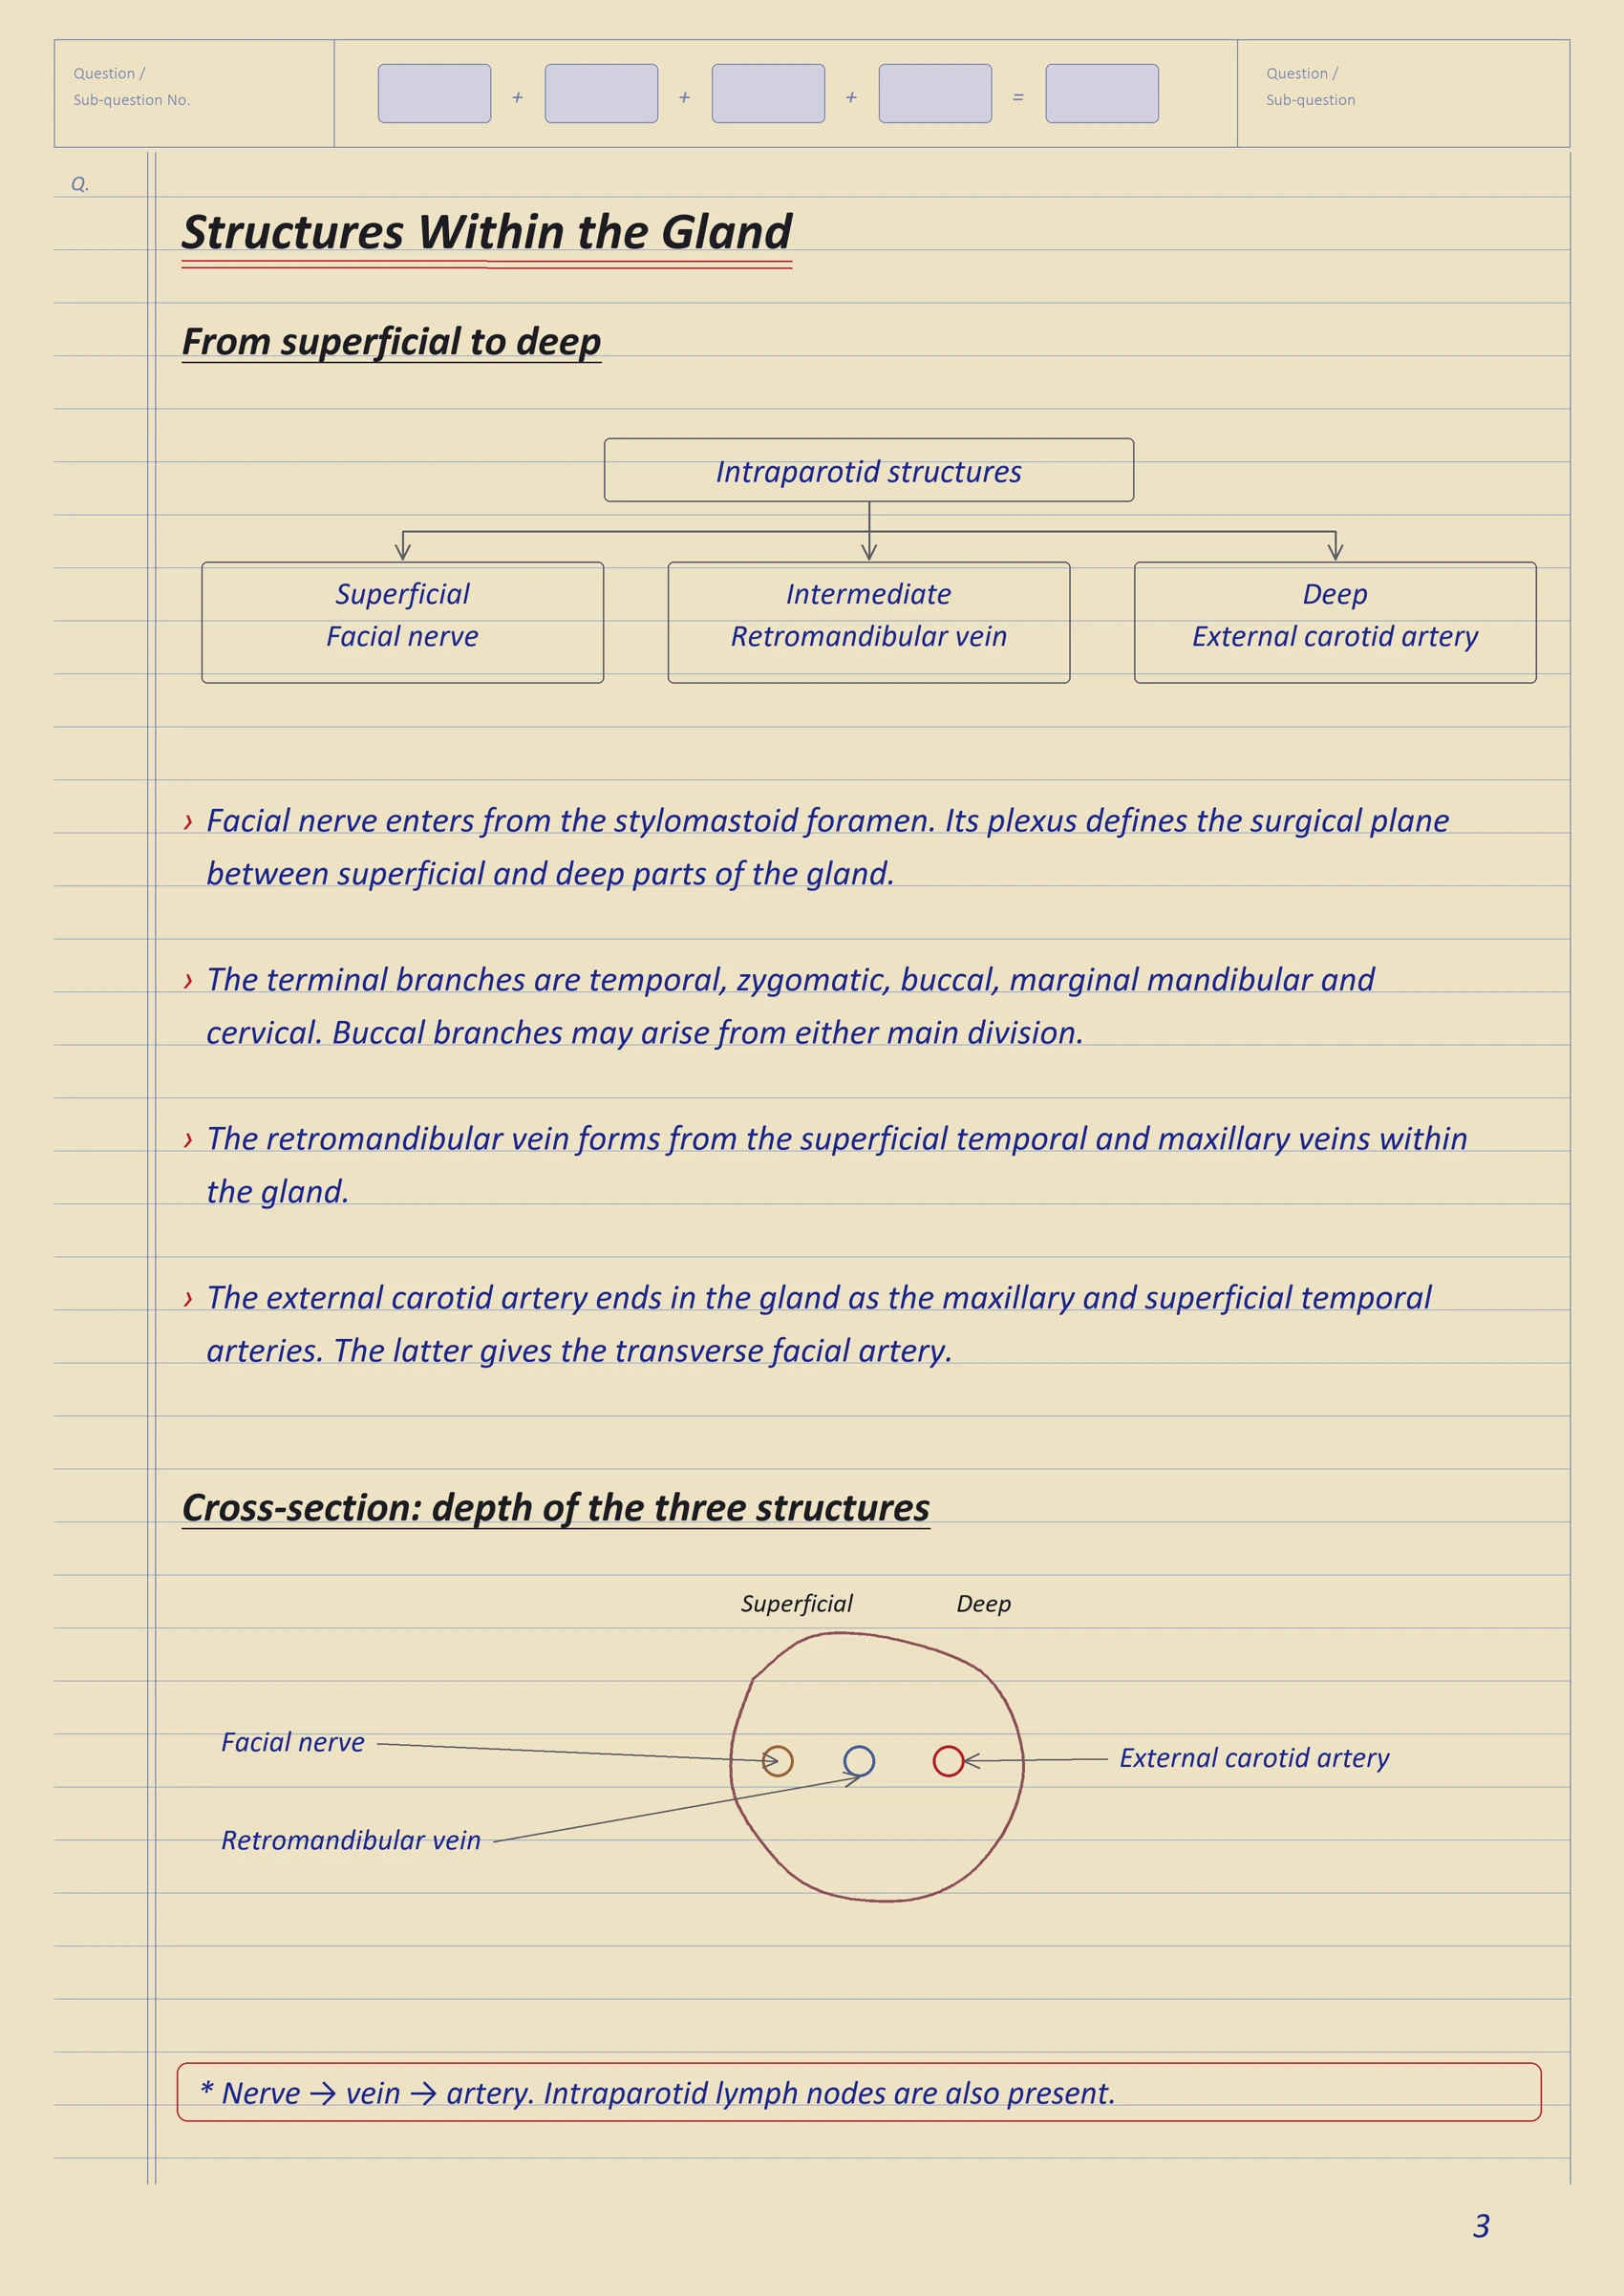 Question /
Sub-question No.
+ + + =
Question /
Sub-question
Q.
Structures Within the Gland
From superficial to deep
Intraparotid structures
Superficial
Facial nerve
Intermediate
Retromandibular vein
Deep
External carotid artery
› Facial nerve enters from the stylomastoid foramen. Its plexus defines the surgical plane
between superficial and deep parts of the gland.
› The terminal branches are temporal, zygomatic, buccal, marginal mandibular and
cervical. Buccal branches may arise from either main division.
› The retromandibular vein forms from the superficial temporal and maxillary veins within
the gland.
› The external carotid artery ends in the gland as the maxillary and superficial temporal
arteries. The latter gives the transverse facial artery.
Cross-section: depth of the three structures
Superficial
Deep
Facial nerve
External carotid artery
Retromandibular vein
* Nerve → vein → artery. Intraparotid lymph nodes are also present.
3